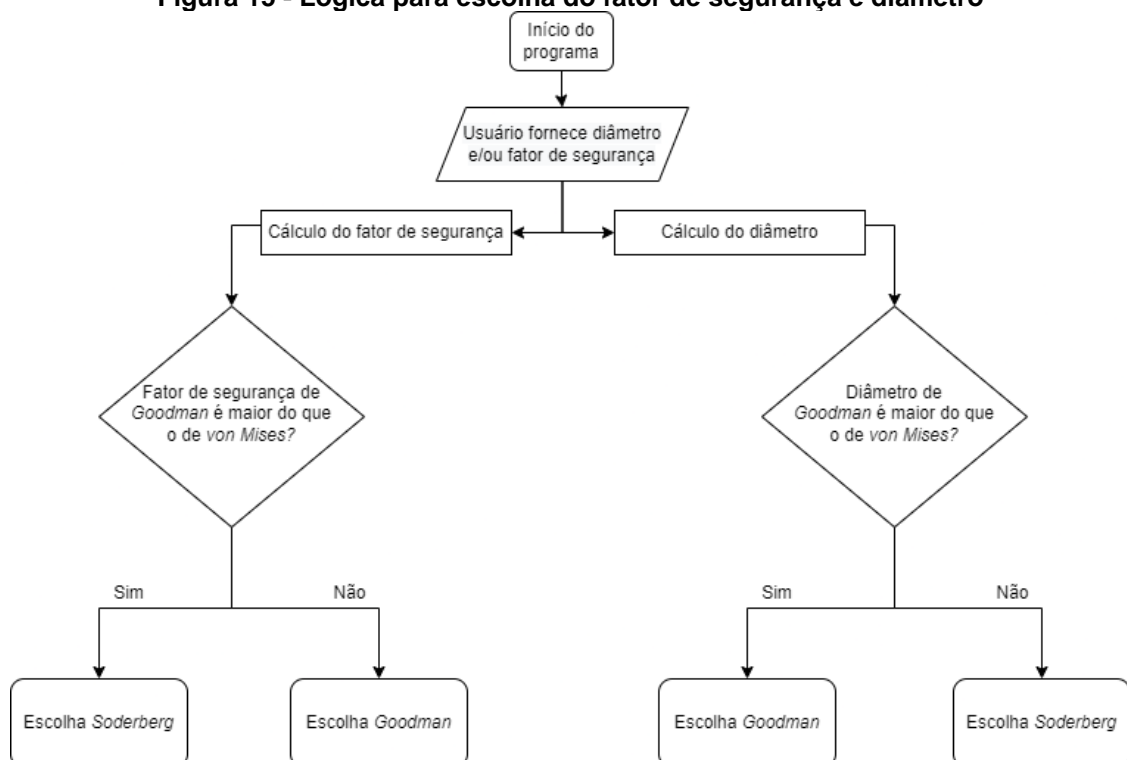 Figura 15 - Lógica para escolha do fator de segurança e diâmetro
Início do
programa
Usuário fornece diâmetro
e/ou fator de segurança
Cálculo do fator de segurança
Cálculo do diâmetro
Fator de segurança de
Goodman é maior do que
o de von Mises?
Diâmetro de
Goodman é maior do que
o de von Mises?
Sim
Não
Sim
Não
Escolha Soderberg
Escolha Goodman
Escolha Goodman
Escolha Soderberg